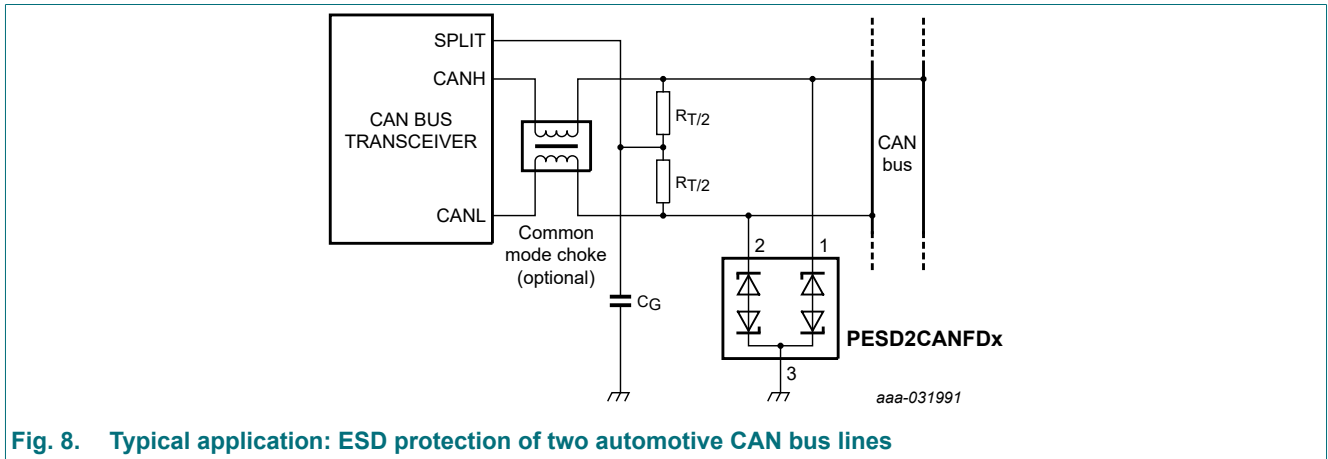 SPLIT
CANH
CAN BUS
TRANSCEIVER
CANL
Common
mode choke
(optional)
RT/2
RT/2
CG
CAN
bus
2
1
PESD2CANFDx
3
aaa-031991
Fig. 8. Typical application: ESD protection of two automotive CAN bus lines